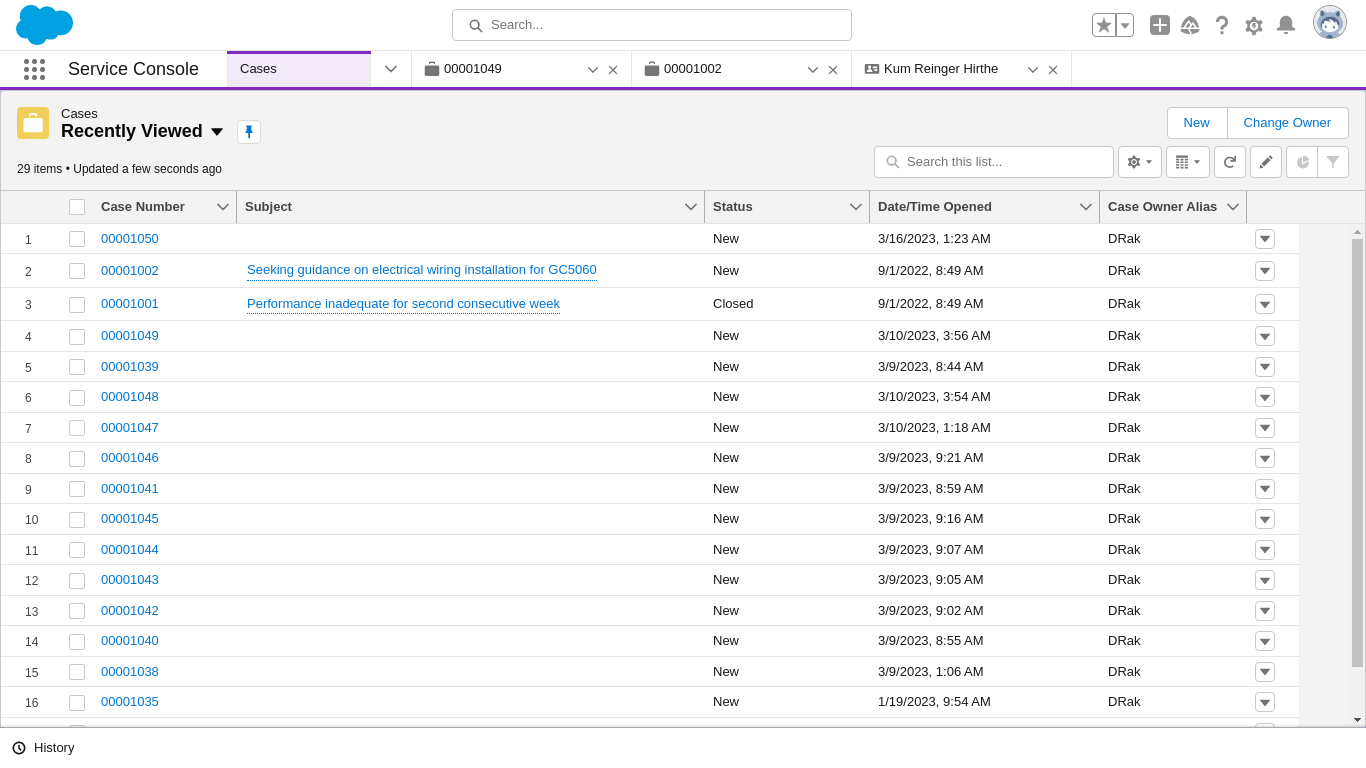 Search...
Service Console
Cases
00001049
00001002
Kum Reinger Hirthe
Cases
Recently Viewed
New
Change Owner
29 items • Updated a few seconds ago
Search this list...
Case Number Subject Status Date/Time Opened Case Owner Alias
1 00001050 New 3/16/2023, 1:23 AM DRak
2 00001002 Seeking guidance on electrical wiring installation for GC5060 New 9/1/2022, 8:49 AM DRak
3 00001001 Performance inadequate for second consecutive week Closed 9/1/2022, 8:49 AM DRak
4 00001049 New 3/10/2023, 3:56 AM DRak
5 00001039 New 3/9/2023, 8:44 AM DRak
6 00001048 New 3/10/2023, 3:54 AM DRak
7 00001047 New 3/10/2023, 1:18 AM DRak
8 00001046 New 3/9/2023, 9:21 AM DRak
9 00001041 New 3/9/2023, 8:59 AM DRak
10 00001045 New 3/9/2023, 9:16 AM DRak
11 00001044 New 3/9/2023, 9:07 AM DRak
12 00001043 New 3/9/2023, 9:05 AM DRak
13 00001042 New 3/9/2023, 9:02 AM DRak
14 00001040 New 3/9/2023, 8:55 AM DRak
15 00001038 New 3/9/2023, 1:06 AM DRak
16 00001035 New 1/19/2023, 9:54 AM DRak
History